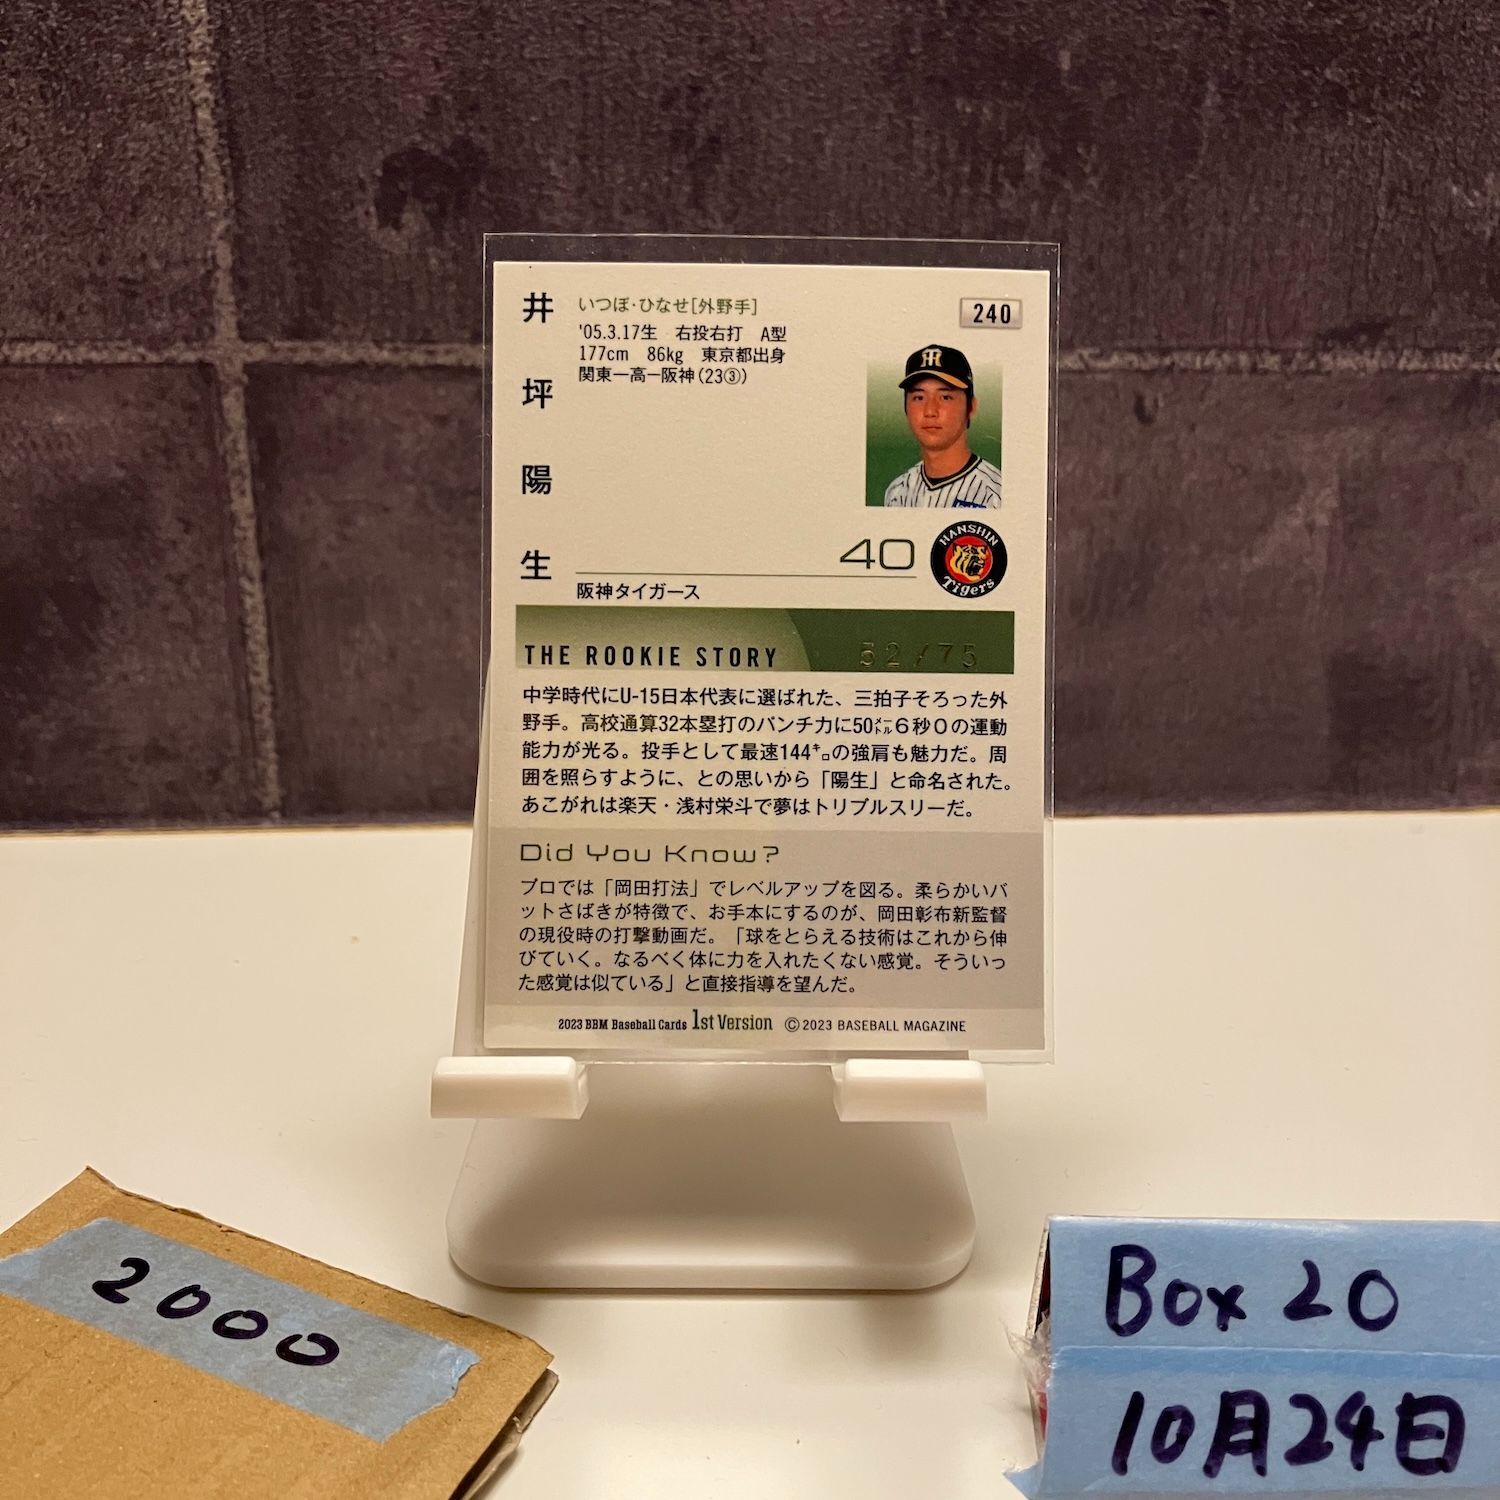 井坪陽生
いつぼ・ひなせ[外野手]
'05.3.17生 右投右打 A型
177cm 86kg 東京都出身
関東一高ー阪神(23③)
240
40
HANSHIN
Tigers
阪神タイガース
THE ROOKIE STORY
52/75
中学時代にU-15日本代表に選ばれた、三拍子そろった外
野手。高校通算32本塁打のパンチ力に50㍍6秒0の運動
能力が光る。投手として最速144㌔の強肩も魅力だ。周
囲を照らすように、との思いから「陽生」と命名された。
あこがれは楽天・浅村栄斗で夢はトリプルスリーだ。
Did You Know?
プロでは「岡田打法」でレベルアップを図る。柔らかいバ
ットさばきが特徴で、お手本にするのが、岡田彰布新監督
の現役時の打撃動画だ。「球をとらえる技術はこれから伸
びていく。なるべく体に力を入れたくない感覚。そういっ
た感覚は似ている」と直接指導を望んだ。
2023 BBM Baseball Cards 1st Version ©2023 BASEBALL MAGAZINE
2000
Box 20
10月24日